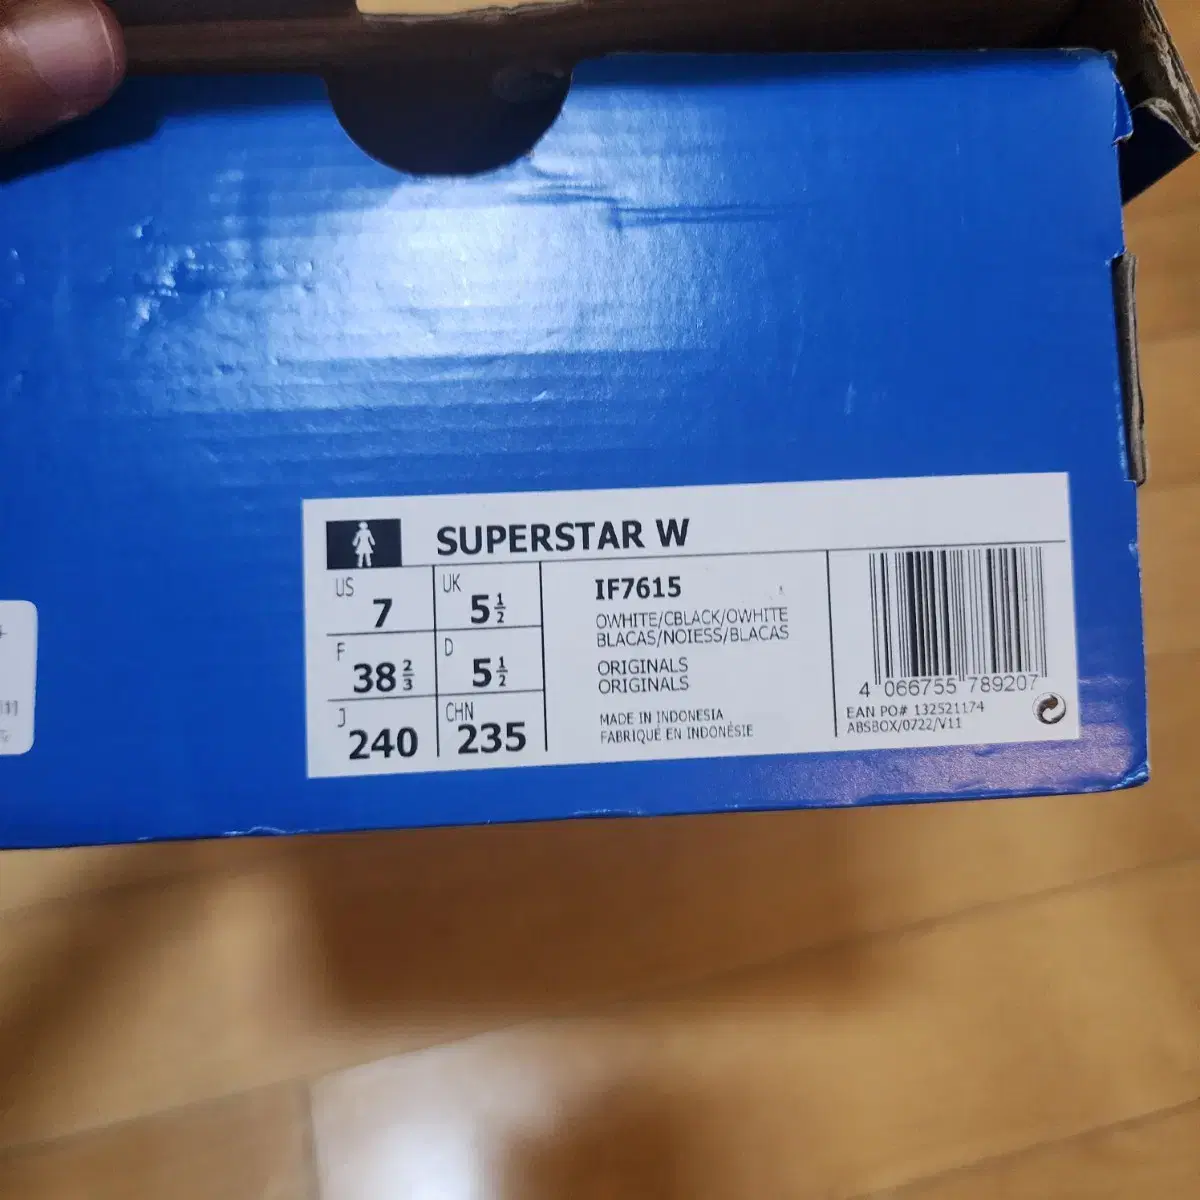 SUPERSTAR W
US 7
UK 5½
F 38⅔
D 5½
J 240
CHN 235
IF7615
OWHITE/CBLACK/OWHITE
BLACAS/NOIESS/BLACAS
ORIGINALS
ORIGINALS
MADE IN INDONESIA
FABRIQUÉ EN INDONÉSIE
4 066755 789207
EAN PO# 132521174
ABSBOX/0722/V11